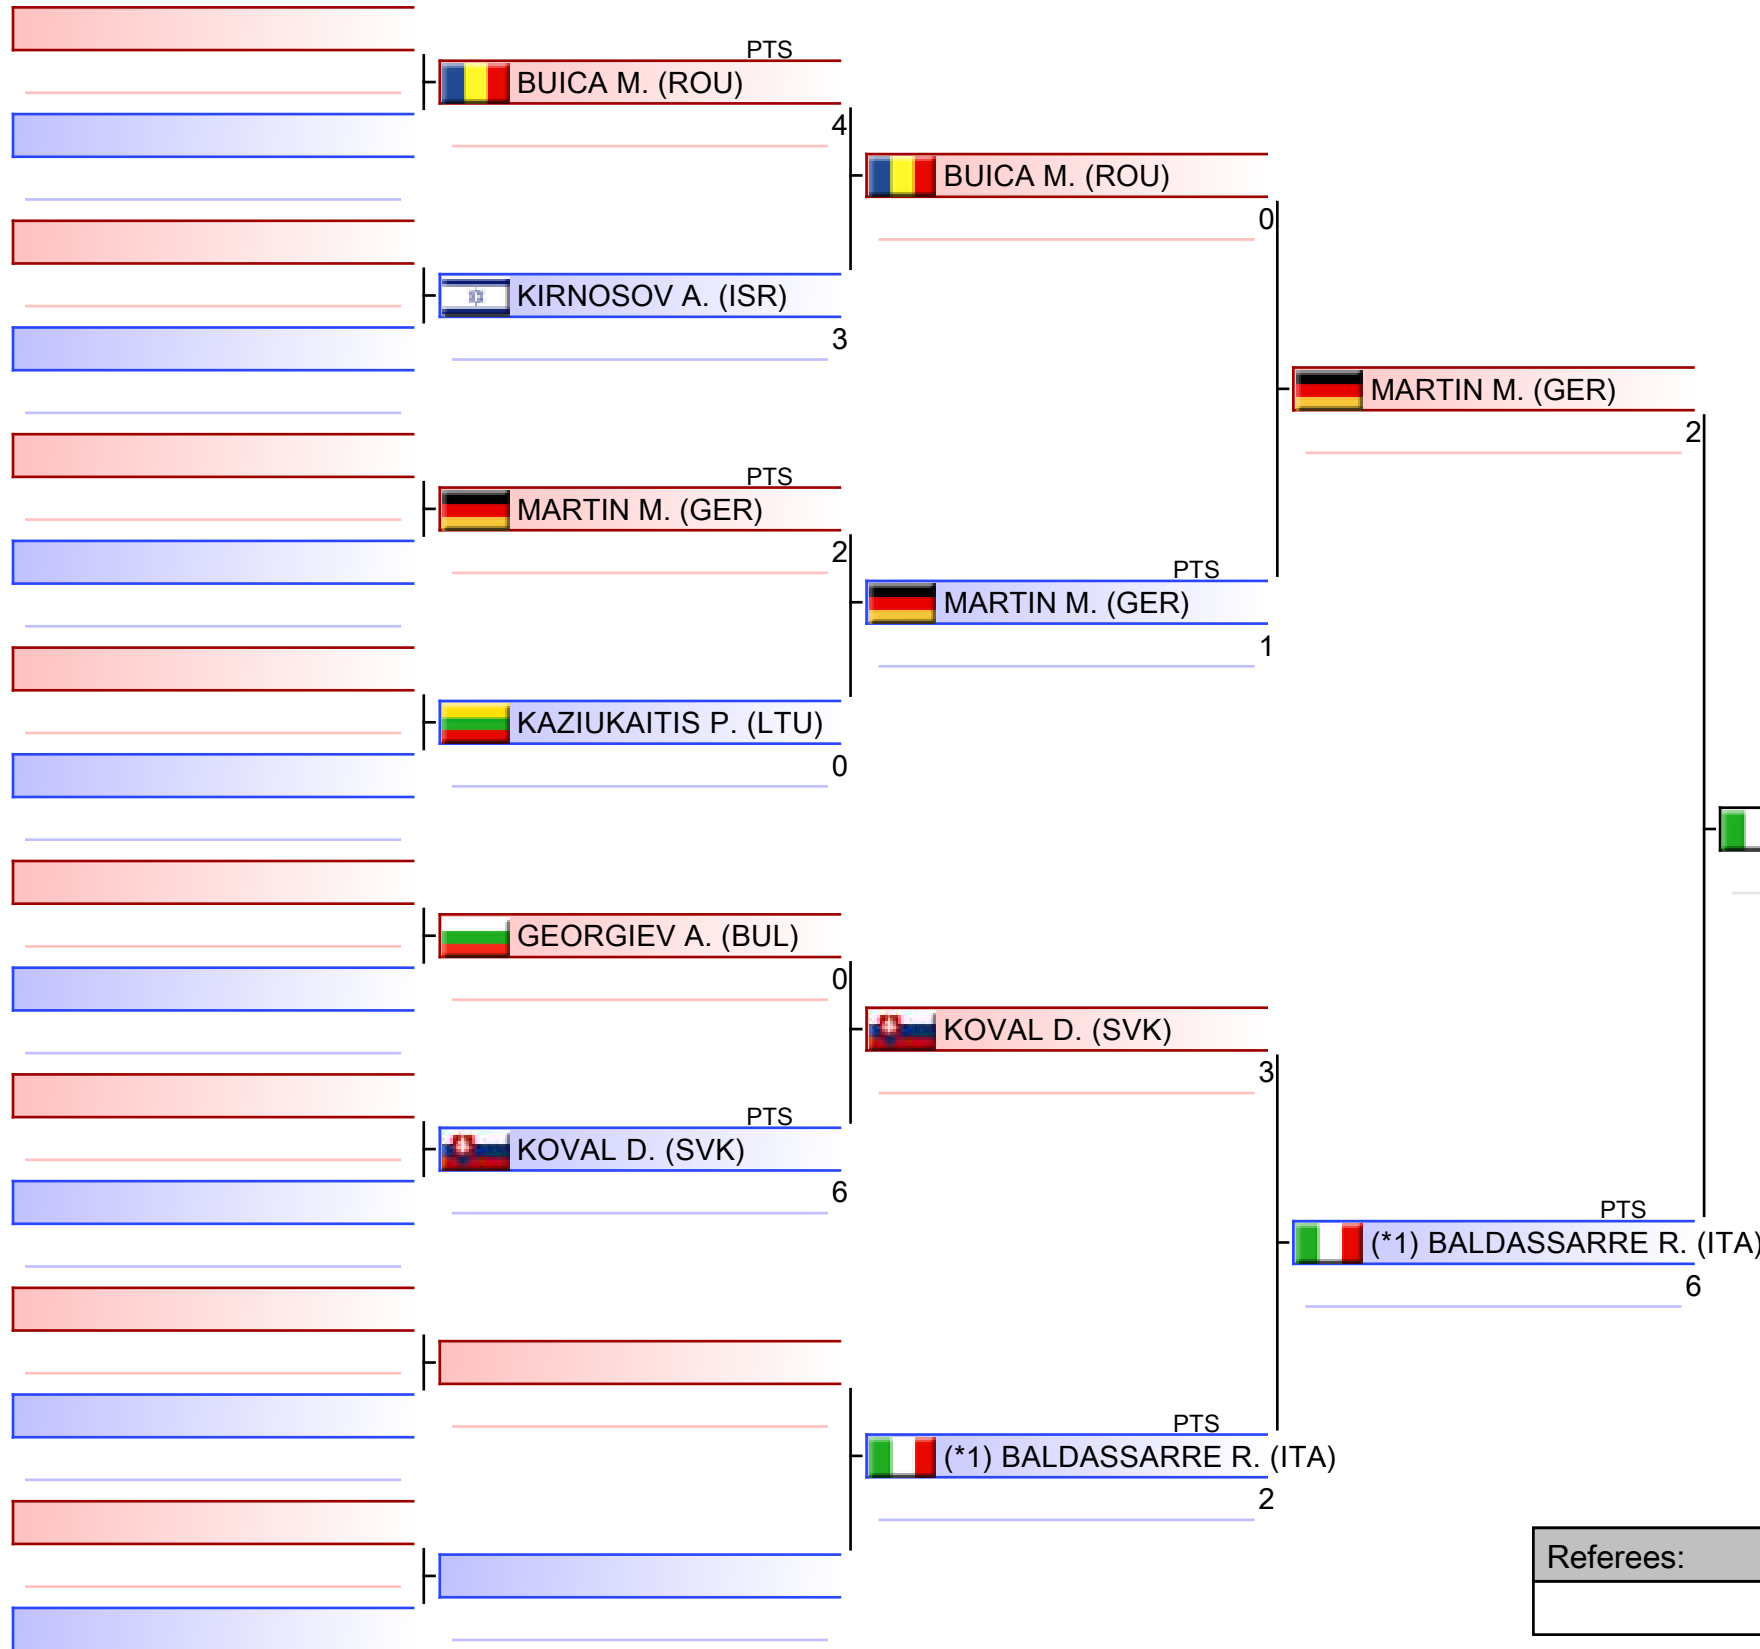 PTS
BUICA M. (ROU)
4
BUICA M. (ROU)
0
KIRNOSOV A. (ISR)
3
MARTIN M. (GER)
2
PTS
MARTIN M. (GER)
2
PTS
MARTIN M. (GER)
1
KAZIUKAITIS P. (LTU)
0
GEORGIEV A. (BUL)
0
KOVAL D. (SVK)
3
PTS
KOVAL D. (SVK)
6
PTS
(*1) BALDASSARRE R. (ITA)
6
PTS
(*1) BALDASSARRE R. (ITA)
2
Referees: